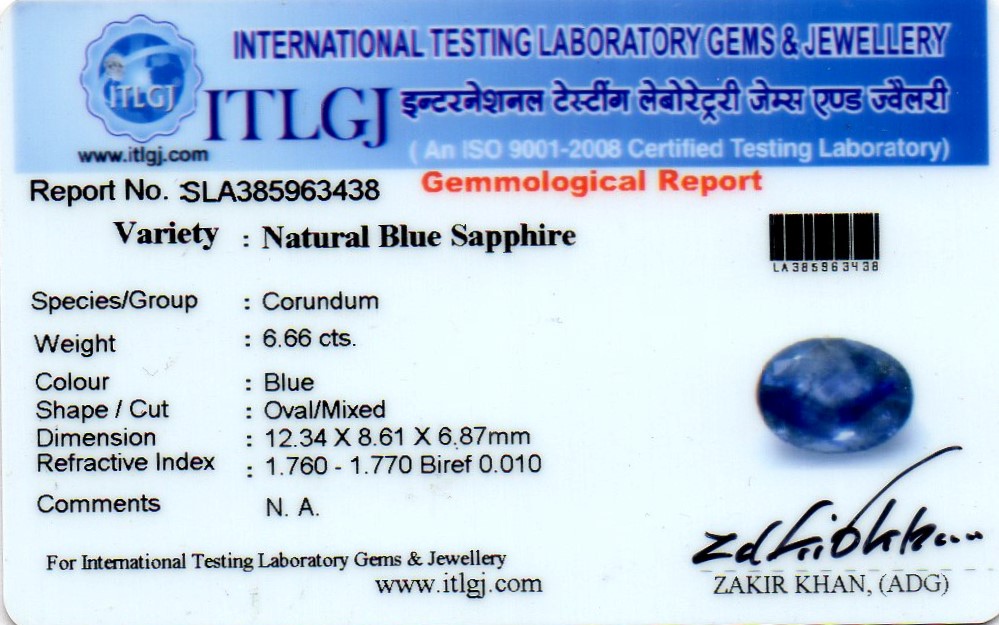 INTERNATIONAL TESTING LABORATORY GEMS & JEWELLERY
ITLGJ
ITLGJ इन्टरनेशनल टेस्टींग लेबोरेट्ररी जेम्स एण्ड ज्वैलरी
www.itlgj.com
( An ISO 9001-2008 Certified Testing Laboratory)
Report No. SLA385963438
Gemmological Report
Variety : Natural Blue Sapphire
LA385963438
Species/Group : Corundum
Weight : 6.66 cts.
Colour : Blue
Shape / Cut : Oval/Mixed
Dimension : 12.34 X 8.61 X 6.87mm
Refractive Index : 1.760 - 1.770 Biref 0.010
Comments N. A.
For International Testing Laboratory Gems & Jewellery
www.itlgj.com
ZAKIR KHAN, (ADG)